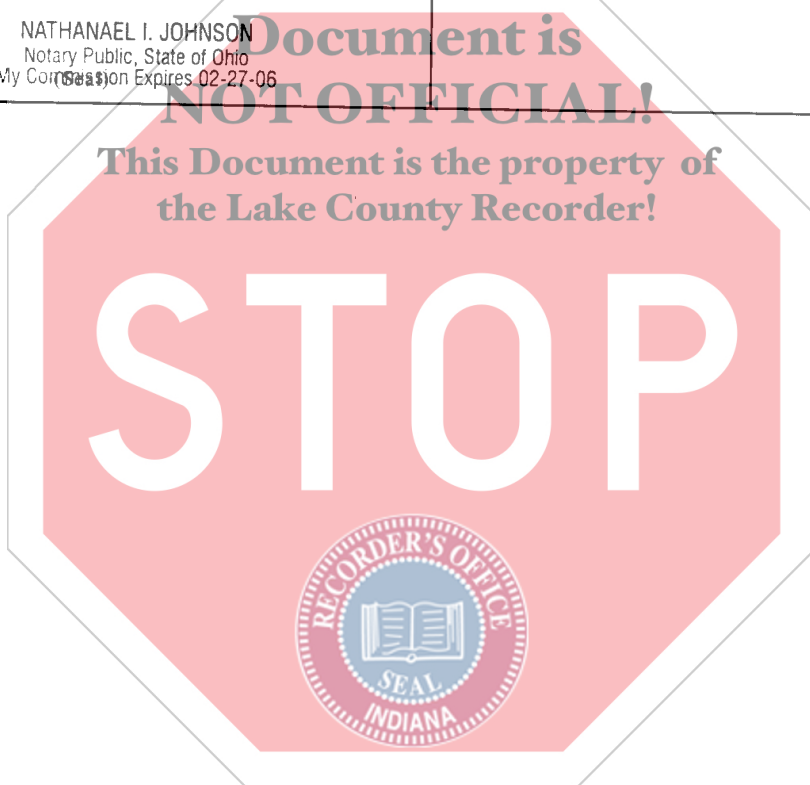 NATHANAEL I. JOHNSON
Notary Public, State of Ohio
My Commission Expires 02-27-06
(Seal)
Document is
NOT OFFICIAL!
This Document is the property of
the Lake County Recorder!
STOP
RECORDER'S OFFICE
SEAL
INDIANA